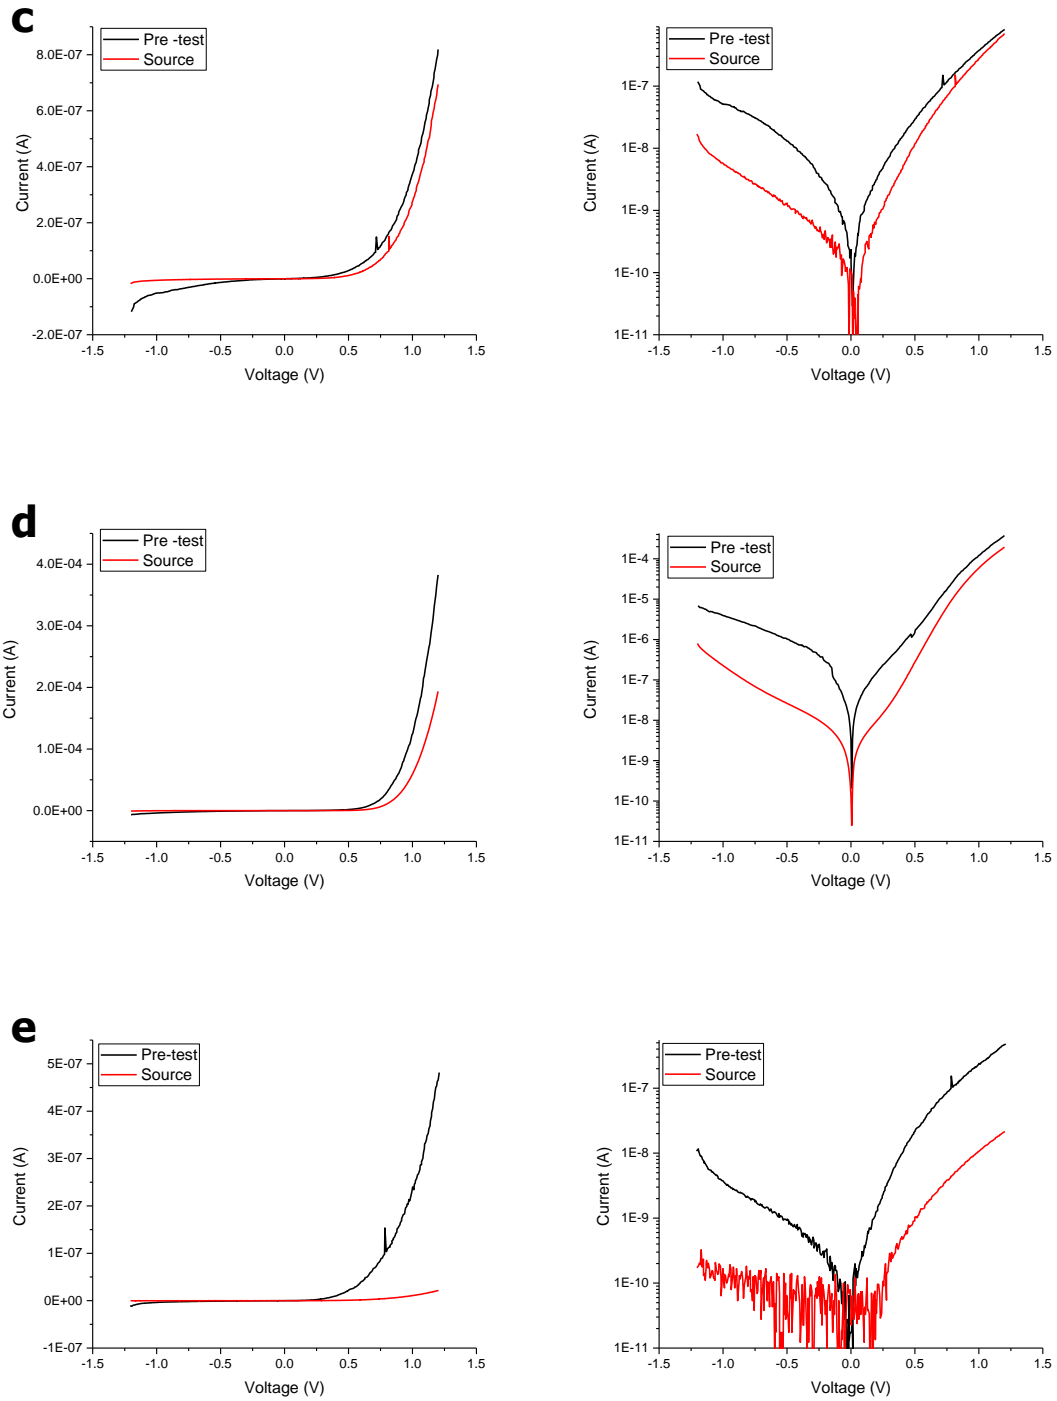 c
Pre -test
Source
8.0E-07
6.0E-07
4.0E-07
2.0E-07
0.0E+00
-2.0E-07
Current (A)
-1.5 -1.0 -0.5 0.0 0.5 1.0 1.5
Voltage (V)
Pre -test
Source
1E-7
1E-8
1E-9
1E-10
1E-11
Current (A)
-1.5 -1.0 -0.5 0.0 0.5 1.0 1.5
Voltage (V)
d
Pre -test
Source
4.0E-04
3.0E-04
2.0E-04
1.0E-04
0.0E+00
Current (A)
-1.5 -1.0 -0.5 0.0 0.5 1.0 1.5
Voltage (V)
Pre -test
Source
1E-4
1E-5
1E-6
1E-7
1E-8
1E-9
1E-10
1E-11
Current (A)
-1.5 -1.0 -0.5 0.0 0.5 1.0 1.5
Voltage (V)
e
Pre-test
Source
5E-07
4E-07
3E-07
2E-07
1E-07
0E+00
-1E-07
Current (A)
-1.5 -1.0 -0.5 0.0 0.5 1.0 1.5
Voltage (V)
Pre-test
Source
1E-7
1E-8
1E-9
1E-10
1E-11
Current (A)
-1.5 -1.0 -0.5 0.0 0.5 1.0 1.5
Voltage (V)